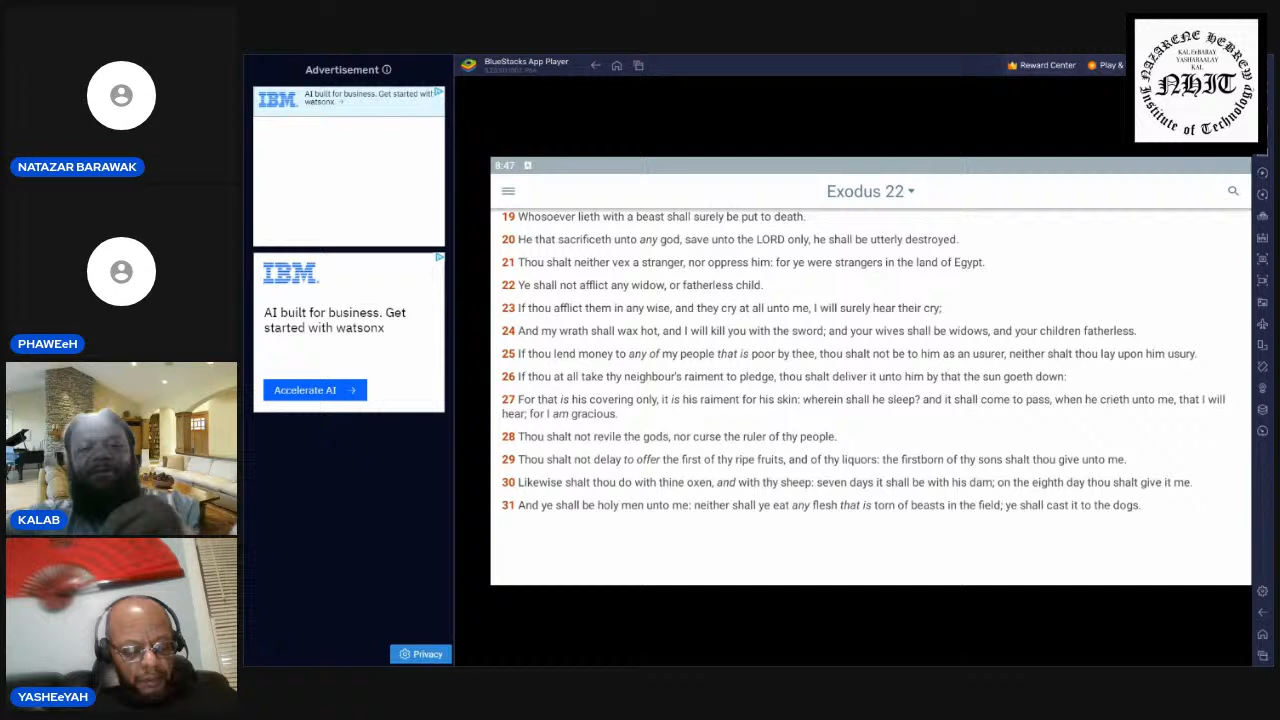 NATAZAR BARAWAK
PHAWEeH
KALAB
YASHEeYAH
Advertisement
IBM.
AI built for business. Get started with
watsonx →
IBM.
AI built for business. Get
started with watsonx
Accelerate AI →
Privacy
BlueStacks App Player
Reward Center
Play &
NAZARENE HEBREW
Institute of Technology
KAL EeBARAY
YASHARAALAY
KAL
NHIT
8:47
Exodus 22
19 Whosoever lieth with a beast shall surely be put to death.
20 He that sacrificeth unto any god, save unto the LORD only, he shall be utterly destroyed.
21 Thou shalt neither vex a stranger, nor oppress him: for ye were strangers in the land of Egypt.
22 Ye shall not afflict any widow, or fatherless child.
23 If thou afflict them in any wise, and they cry at all unto me, I will surely hear their cry;
24 And my wrath shall wax hot, and I will kill you with the sword; and your wives shall be widows, and your children fatherless.
25 If thou lend money to any of my people that is poor by thee, thou shalt not be to him as an usurer, neither shalt thou lay upon him usury.
26 If thou at all take thy neighbour's raiment to pledge, thou shalt deliver it unto him by that the sun goeth down:
27 For that is his covering only, it is his raiment for his skin: wherein shall he sleep? and it shall come to pass, when he crieth unto me, that I will
hear; for I am gracious.
28 Thou shalt not revile the gods, nor curse the ruler of thy people.
29 Thou shalt not delay to offer the first of thy ripe fruits, and of thy liquors: the firstborn of thy sons shalt thou give unto me.
30 Likewise shalt thou do with thine oxen, and with thy sheep: seven days it shall be with his dam; on the eighth day thou shalt give it me.
31 And ye shall be holy men unto me: neither shall ye eat any flesh that is torn of beasts in the field; ye shall cast it to the dogs.